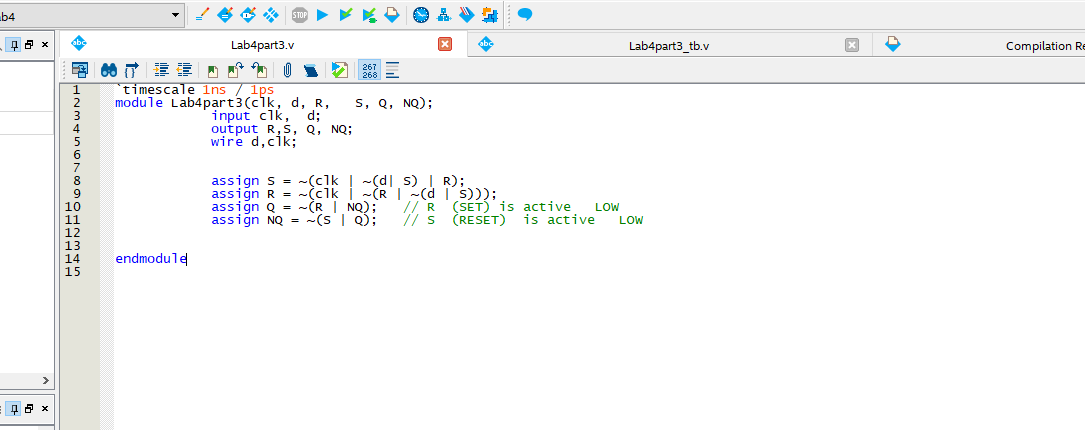 ab4
STOP
Lab4part3.v
Lab4part3_tb.v
Compilation Re
267
268
1 `timescale 1ns / 1ps
2 module Lab4part3(clk, d, R,   S, Q, NQ);
3             input clk,  d;
4             output R,S, Q, NQ;
5             wire d,clk;
6
7
8             assign S = ~(clk | ~(d| S) | R);
9             assign R = ~(clk | ~(R | ~(d | S)));
10             assign Q = ~(R | NQ);   // R  (SET) is active   LOW
11             assign NQ = ~(S | Q);   // S  (RESET)  is active   LOW
12
13
14 endmodule
15